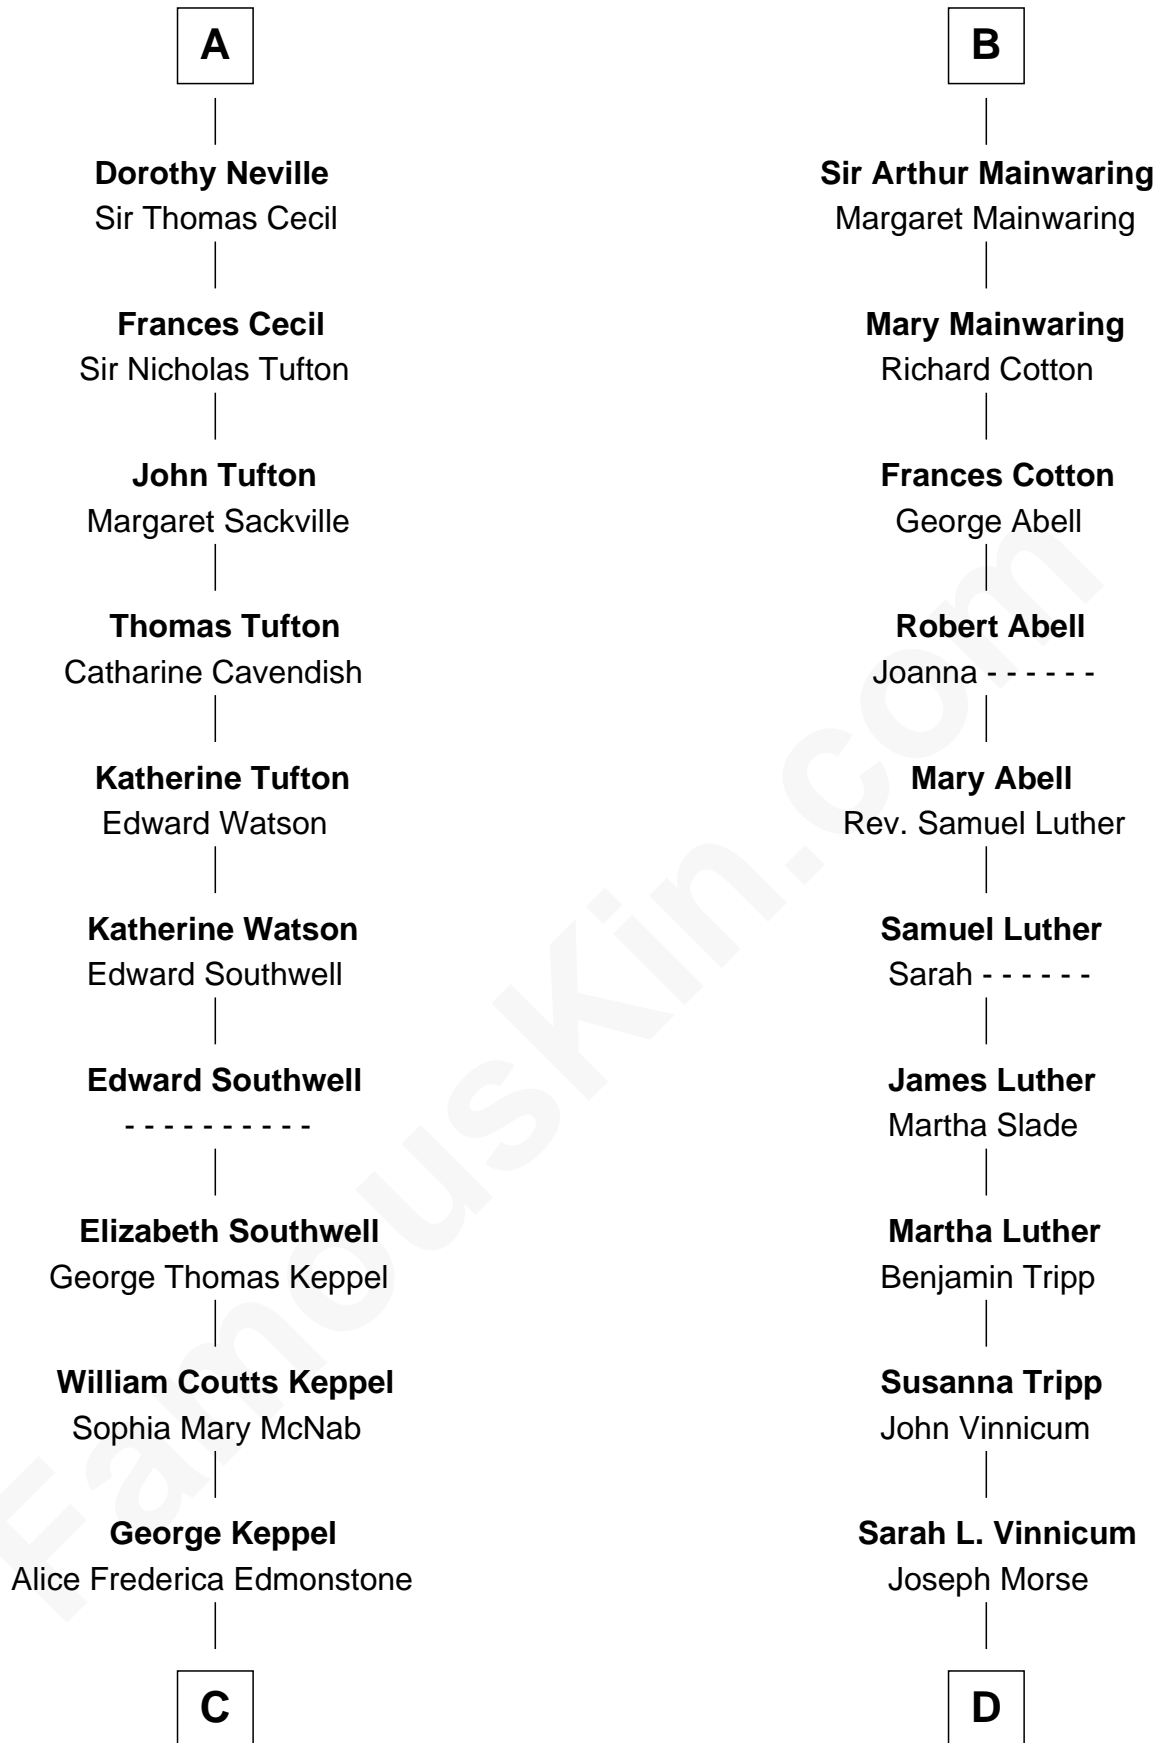 A
Dorothy Neville
Sir Thomas Cecil
Frances Cecil
Sir Nicholas Tufton
John Tufton
Margaret Sackville
Thomas Tufton
Catharine Cavendish
Katherine Tufton
Edward Watson
Katherine Watson
Edward Southwell
Edward Southwell
- - - - - - - - - -
Elizabeth Southwell
George Thomas Keppel
William Coutts Keppel
Sophia Mary McNab
George Keppel
Alice Frederica Edmonstone
C
B
Sir Arthur Mainwaring
Margaret Mainwaring
Mary Mainwaring
Richard Cotton
Frances Cotton
George Abell
Robert Abell
Joanna - - - - - -
Mary Abell
Rev. Samuel Luther
Samuel Luther
Sarah - - - - - -
James Luther
Martha Slade
Martha Luther
Benjamin Tripp
Susanna Tripp
John Vinnicum
Sarah L. Vinnicum
Joseph Morse
D
FamousKin.com